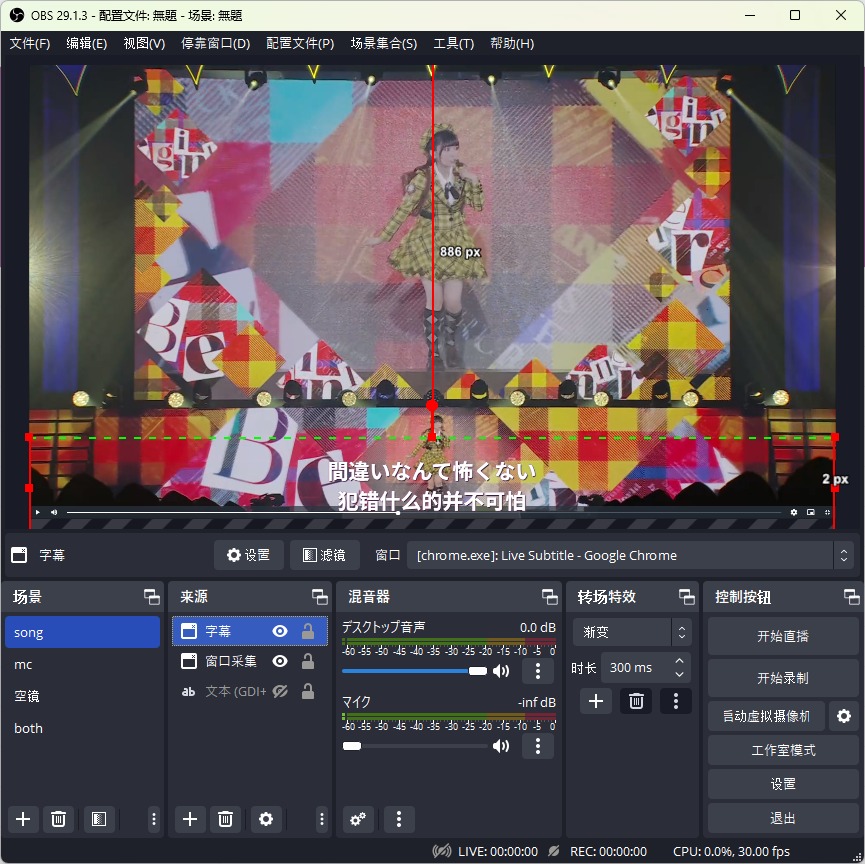 OBS 29.1.3 - 配置文件: 無題 - 场景: 無題
文件(F) 编辑(E) 视图(V) 停靠窗口(D) 配置文件(P) 场景集合(S) 工具(T) 帮助(H)
girls
girls
886 px
re
Be
Be
間違いなんて怖くない
2 px
犯错什么的并不可怕
字幕 设置 滤镜 窗口 [chrome.exe]: Live Subtitle - Google Chrome
场景
song
mc
空镜
both
来源
字幕
窗口采集
ab 文本 (GDI+
混音器
デスクトップ音声 0.0 dB
-60 -55 -50 -45 -40 -35 -30 -25 -20 -15 -10 -5 0
マイク -inf dB
-60 -55 -50 -45 -40 -35 -30 -25 -20 -15 -10 -5 0
转场特效
渐变
时长 300 ms
控制按钮
开始直播
开始录制
启动虚拟摄像机
工作室模式
设置
退出
LIVE: 00:00:00 REC: 00:00:00 CPU: 0.0%, 30.00 fps